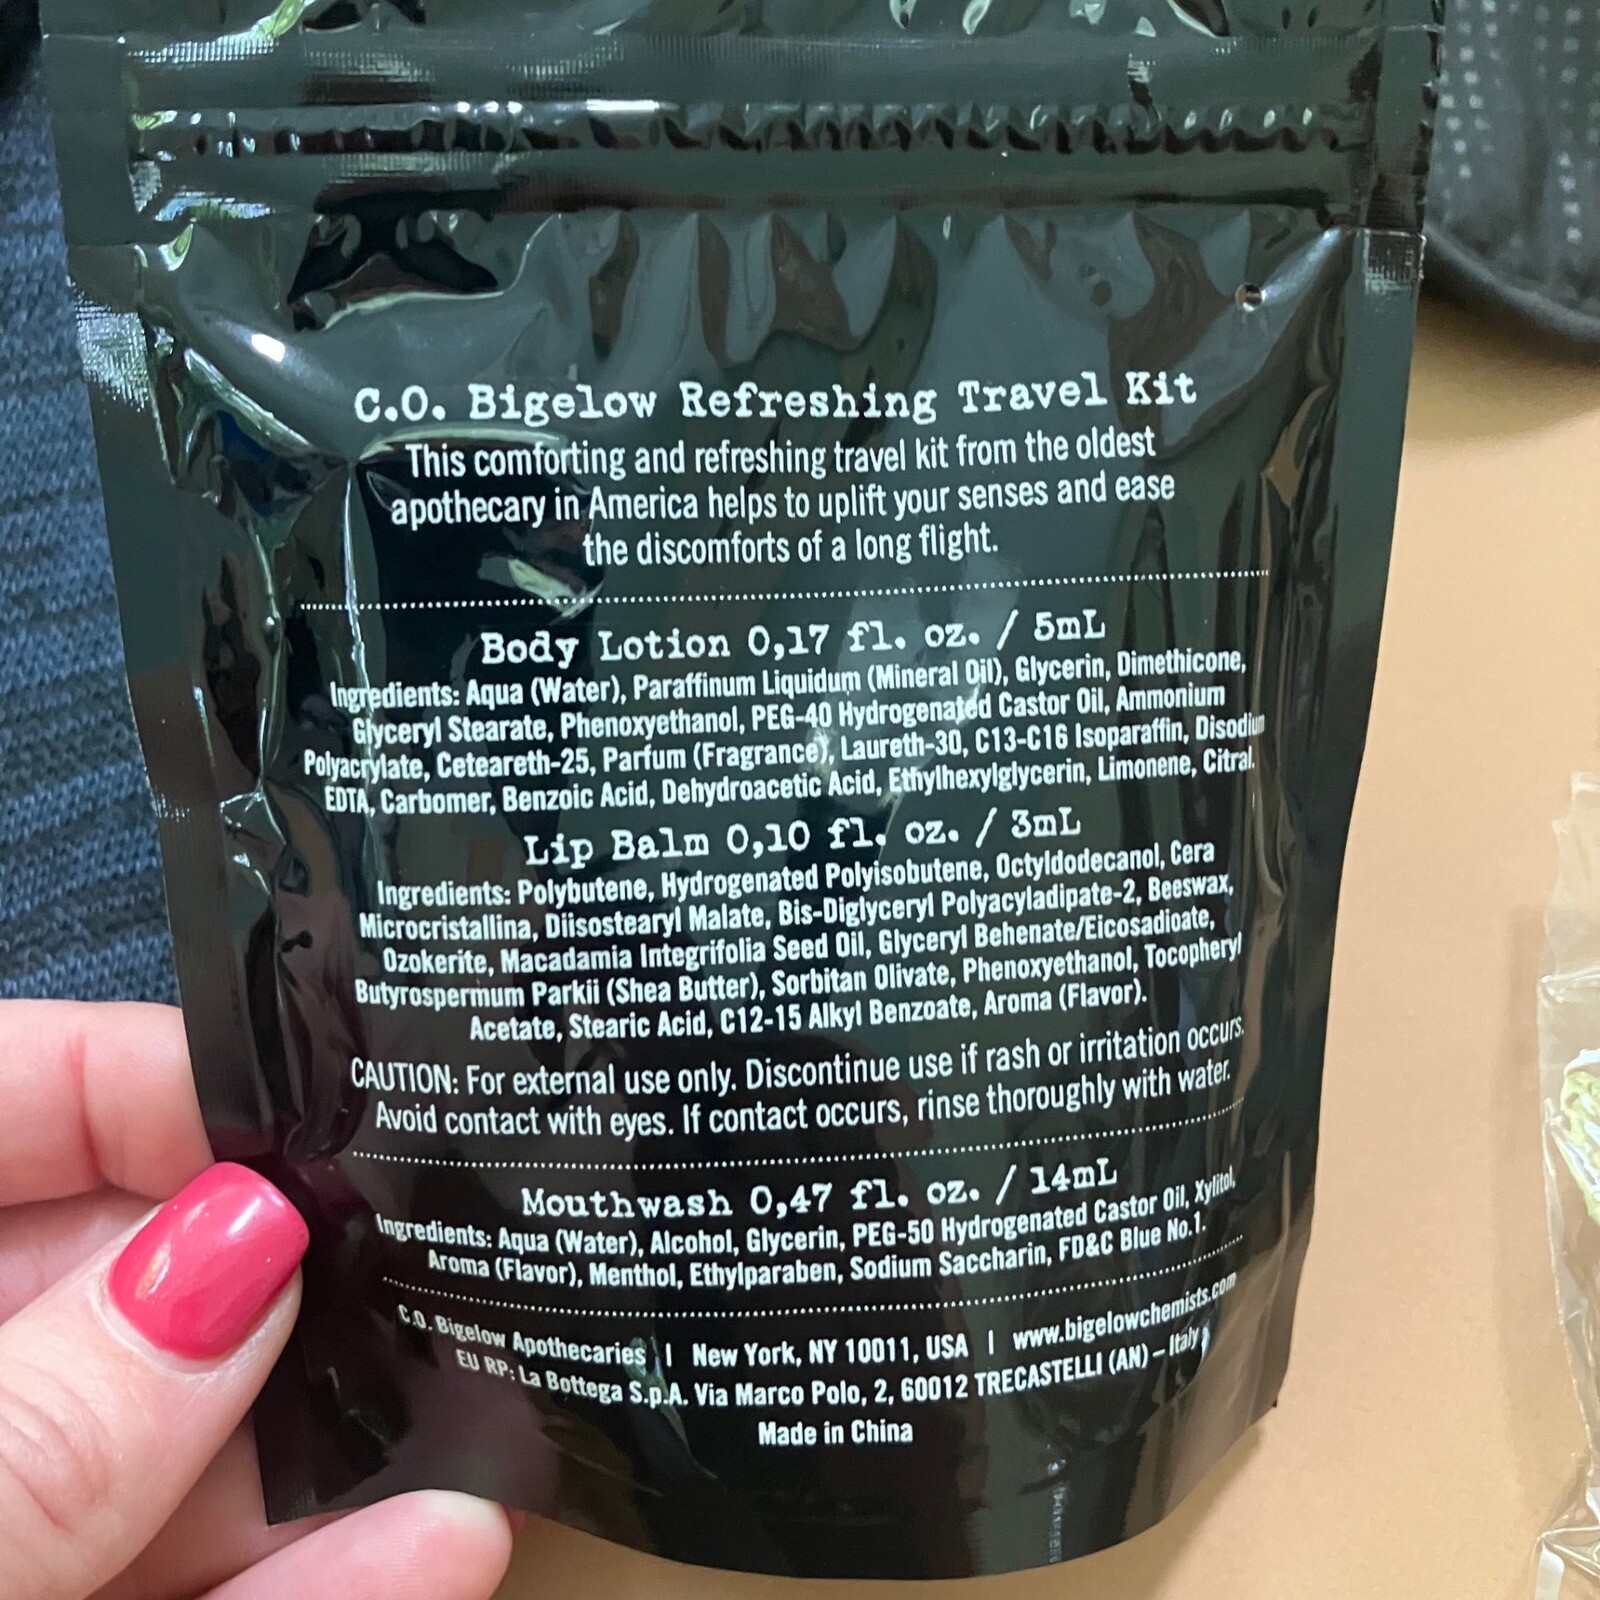 C.O. Bigelow Refreshing Travel Kit
This comforting and refreshing travel kit from the oldest
apothecary in America helps to uplift your senses and ease
the discomforts of a long flight.
Body Lotion 0,17 fl. oz. / 5mL
Ingredients: Aqua (Water), Paraffinum Liquidum (Mineral Oil), Glycerin, Dimethicone,
Glyceryl Stearate, Phenoxyethanol, PEG-40 Hydrogenated Castor Oil, Ammonium
Polyacrylate, Ceteareth-25, Parfum (Fragrance), Laureth-30, C13-C16 Isoparaffin, Disodium
EDTA, Carbomer, Benzoic Acid, Dehydroacetic Acid, Ethylhexylglycerin, Limonene, Citral.
Lip Balm 0,10 fl. oz. / 3mL
Ingredients: Polybutene, Hydrogenated Polyisobutene, Octyldodecanol, Cera
Microcristallina, Diisostearyl Malate, Bis-Diglyceryl Polyacyladipate-2, Beeswax,
Ozokerite, Macadamia Integrifolia Seed Oil, Glyceryl Behenate/Eicosadioate,
Butyrospermum Parkii (Shea Butter), Sorbitan Olivate, Phenoxyethanol, Tocopheryl
Acetate, Stearic Acid, C12-15 Alkyl Benzoate, Aroma (Flavor).
CAUTION: For external use only. Discontinue use if rash or irritation occurs.
Avoid contact with eyes. If contact occurs, rinse thoroughly with water.
Mouthwash 0,47 fl. oz. / 14mL
Ingredients: Aqua (Water), Alcohol, Glycerin, PEG-50 Hydrogenated Castor Oil, Xylitol,
Aroma (Flavor), Menthol, Ethylparaben, Sodium Saccharin, FD&C Blue No.1.
C.O. Bigelow Apothecaries | New York, NY 10011, USA | www.bigelowchemists.com
EU RP: La Bottega S.p.A. Via Marco Polo, 2, 60012 TRECASTELLI (AN) – Italy
Made in China